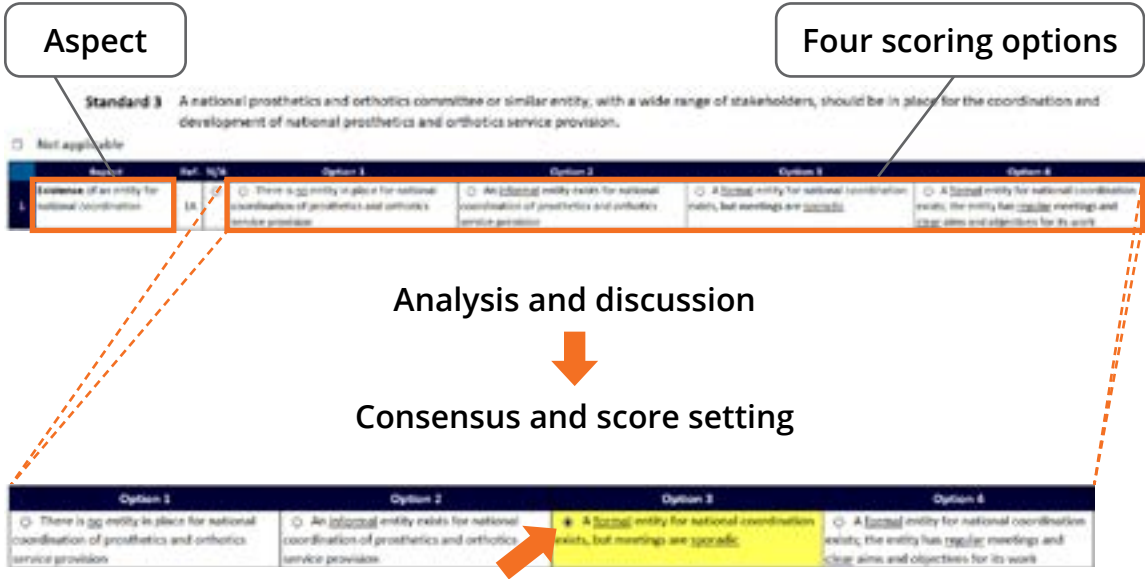 Aspect
Four scoring options
Standard 3 A national prosthetics and orthotics committee or similar entity, with a wide range of stakeholders, should be in place for the coordination and
development of national prosthetics and orthotics service provision.
Not applicable
Aspect Ref. N/A Option 1 Option 2 Option 3 Option 4
1 Existence of an entity for
national coordination
1A
There is no entity in place for national
coordination of prosthetics and orthotics
service provision
An informal entity exists for national
coordination of prosthetics and orthotics
service provision
A formal entity for national coordination
exists, but meetings are sporadic
A formal entity for national coordination
exists; the entity has regular meetings and
clear aims and objectives for its work
Analysis and discussion
Consensus and score setting
Option 1 Option 2 Option 3 Option 4
There is no entity in place for national
coordination of prosthetics and orthotics
service provision
An informal entity exists for national
coordination of prosthetics and orthotics
service provision
A formal entity for national coordination
exists, but meetings are sporadic
A formal entity for national coordination
exists; the entity has regular meetings and
clear aims and objectives for its work